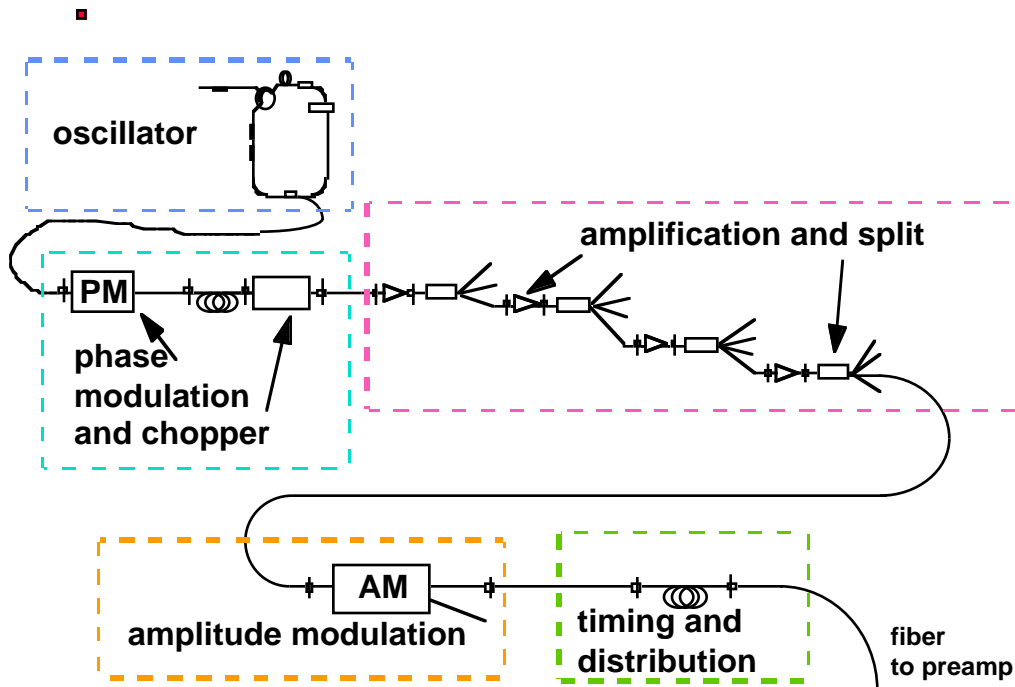 oscillator
amplification and split
PM
phase
modulation
and chopper
AM
amplitude modulation
timing and
distribution
fiber
to preamp